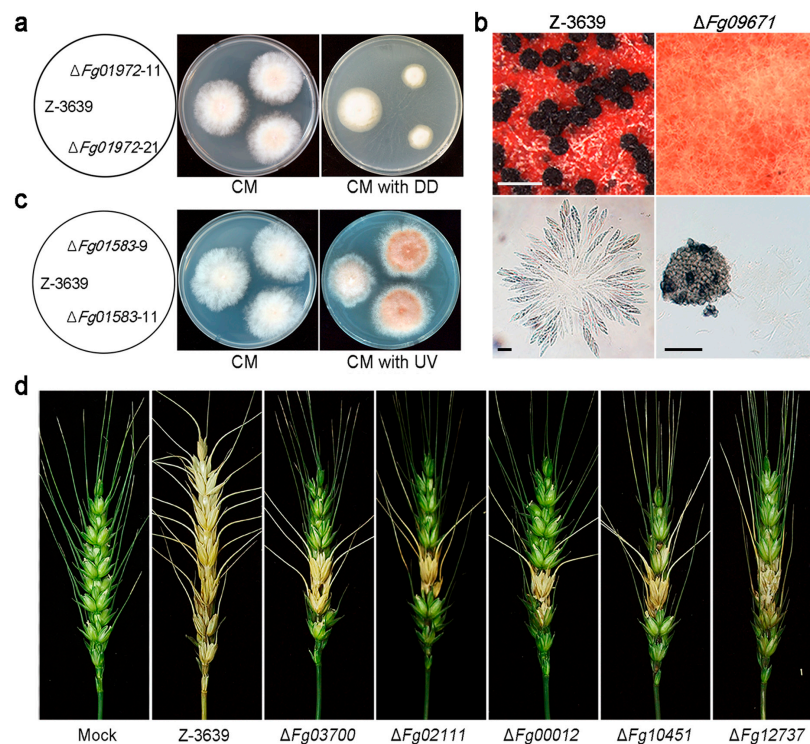 a
ΔFg01972-11
Z-3639
ΔFg01972-21
CM
CM with DD
b
Z-3639
ΔFg09671
c
ΔFg01583-9
Z-3639
ΔFg01583-11
CM
CM with UV
d
Mock
Z-3639
ΔFg03700
ΔFg02111
ΔFg00012
ΔFg10451
ΔFg12737